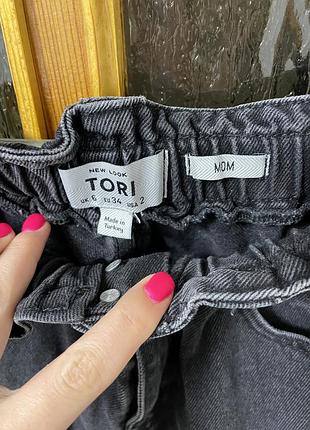 NEW LOOK
TORI
UK 6 EU 34 USA 2
Made in
Turkey
MOM